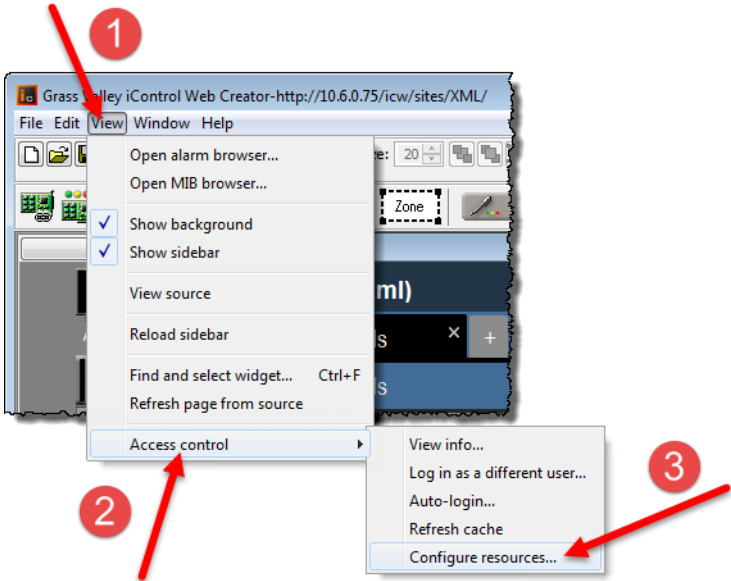 1
Grass Valley iControl Web Creator-http://10.6.0.75/icw/sites/XML/
File Edit View Window Help
Open alarm browser...
20
Open MIB browser...
Zone
Show background
Show sidebar
View source
ml)
Reload sidebar
ls
×
+
Find and select widget... Ctrl+F
ls
Refresh page from source
Access control
View info...
Log in as a different user...
Auto-login...
Refresh cache
Configure resources...
2
3